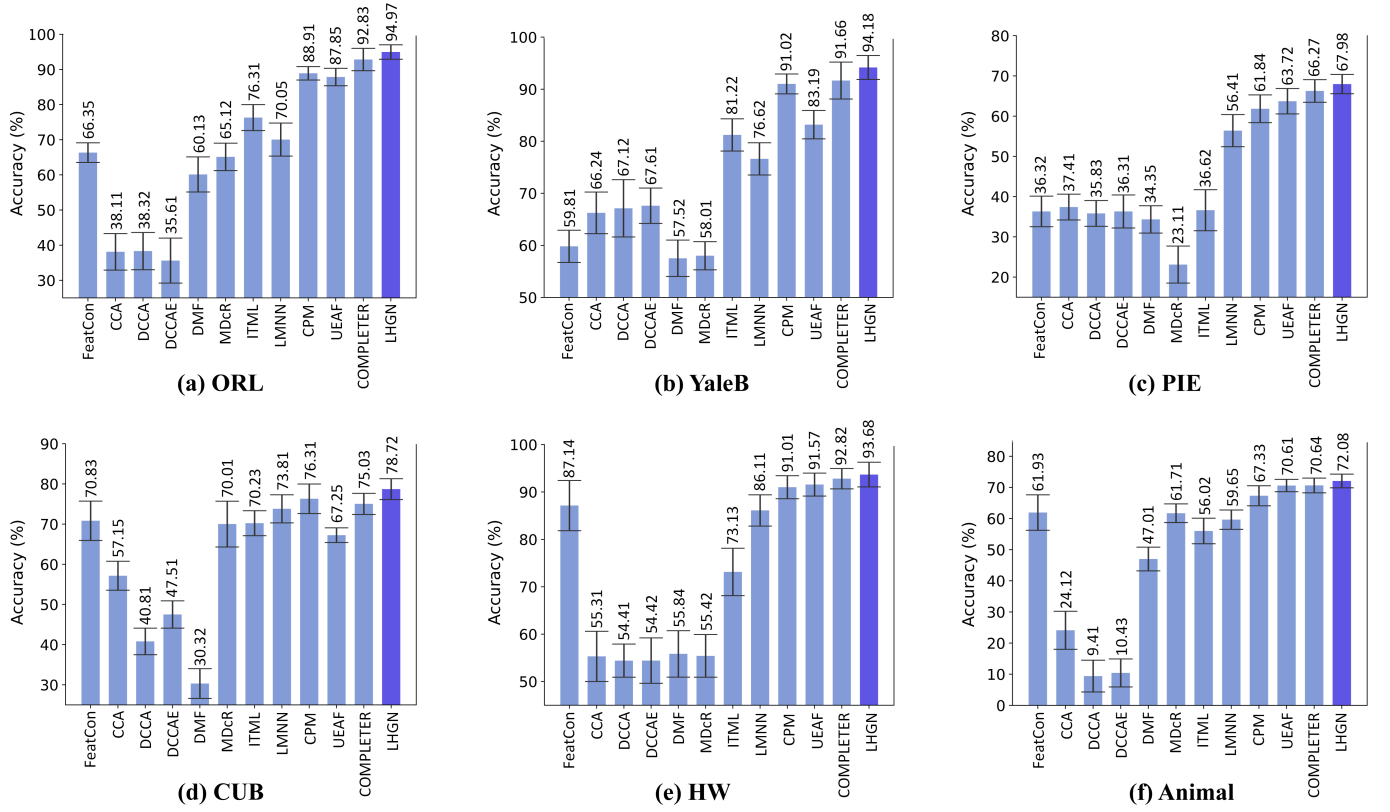 100
90
80
70
60
50
40
30
Accuracy (%)
66.35
38.11
38.32
35.61
60.13
65.12
76.31
70.05
88.91
87.85
92.83
94.97
FeatCon
CCA
DCCA
DCCAE
DMF
MDcR
ITML
LMNN
CPM
UEAF
COMPLETER
LHGN
(a) ORL
100
90
80
70
60
50
Accuracy (%)
59.81
66.24
67.12
67.61
57.52
58.01
81.22
76.62
91.02
83.19
91.66
94.18
FeatCon
CCA
DCCA
DCCAE
DMF
MDcR
ITML
LMNN
CPM
UEAF
COMPLETER
LHGN
(b) YaleB
80
70
60
50
40
30
20
Accuracy (%)
36.32
37.41
35.83
36.31
34.35
23.11
36.62
56.41
61.84
63.72
66.27
67.98
FeatCon
CCA
DCCA
DCCAE
DMF
MDcR
ITML
LMNN
CPM
UEAF
COMPLETER
LHGN
(c) PIE
90
80
70
60
50
40
30
Accuracy (%)
70.83
57.15
40.81
47.51
30.32
70.01
70.23
73.81
76.31
67.25
75.03
78.72
FeatCon
CCA
DCCA
DCCAE
DMF
MDcR
ITML
LMNN
CPM
UEAF
COMPLETER
LHGN
(d) CUB
100
90
80
70
60
50
Accuracy (%)
87.14
55.31
54.41
54.42
55.84
55.42
73.13
86.11
91.01
91.57
92.82
93.68
FeatCon
CCA
DCCA
DCCAE
DMF
MDcR
ITML
LMNN
CPM
UEAF
COMPLETER
LHGN
(e) HW
80
70
60
50
40
30
20
10
0
Accuracy (%)
61.93
24.12
9.41
10.43
47.01
61.71
56.02
59.65
67.33
70.61
70.64
72.08
FeatCon
CCA
DCCA
DCCAE
DMF
MDcR
ITML
LMNN
CPM
UEAF
COMPLETER
LHGN
(f) Animal